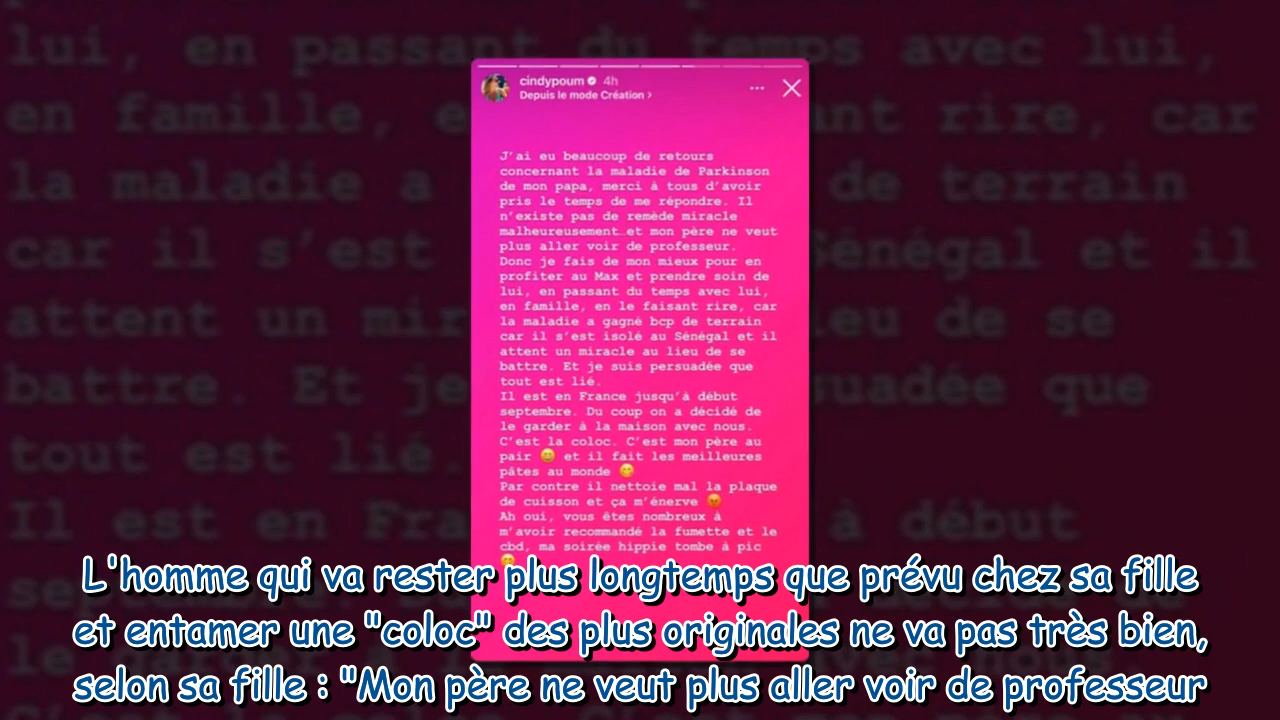 cindypoum 4h
Depuis le mode Création >
J'ai eu beaucoup de retours
concernant la maladie de Parkinson
de mon papa, merci à tous d'avoir
pris le temps de me répondre. Il
n'existe pas de remède miracle
malheureusement…et mon père ne veut
plus aller voir de professeur.
Donc je fais de mon mieux pour en
profiter au Max et prendre soin de
lui, en passant du temps avec lui,
en famille, en le faisant rire, car
la maladie a gagné bcp de terrain
car il s'est isolé au Sénégal et il
attent un miracle au lieu de se
battre. Et je suis persuadée que
tout est lié.
Il est en France jusqu'à début
septembre. Du coup on a décidé de
le garder à la maison avec nous.
C'est la coloc. C'est mon père au
pair 😊 et il fait les meilleures
pâtes au monde 😋
Par contre il nettoie mal la plaque
de cuisson et ça m'énerve 😡
Ah oui, vous êtes nombreux à
m'avoir recommandé la fumette et le
cbd, ma soirée hippie tombe à pic
L'homme qui va rester plus longtemps que prévu chez sa fille
et entamer une "coloc" des plus originales ne va pas très bien,
selon sa fille : "Mon père ne veut plus aller voir de professeur